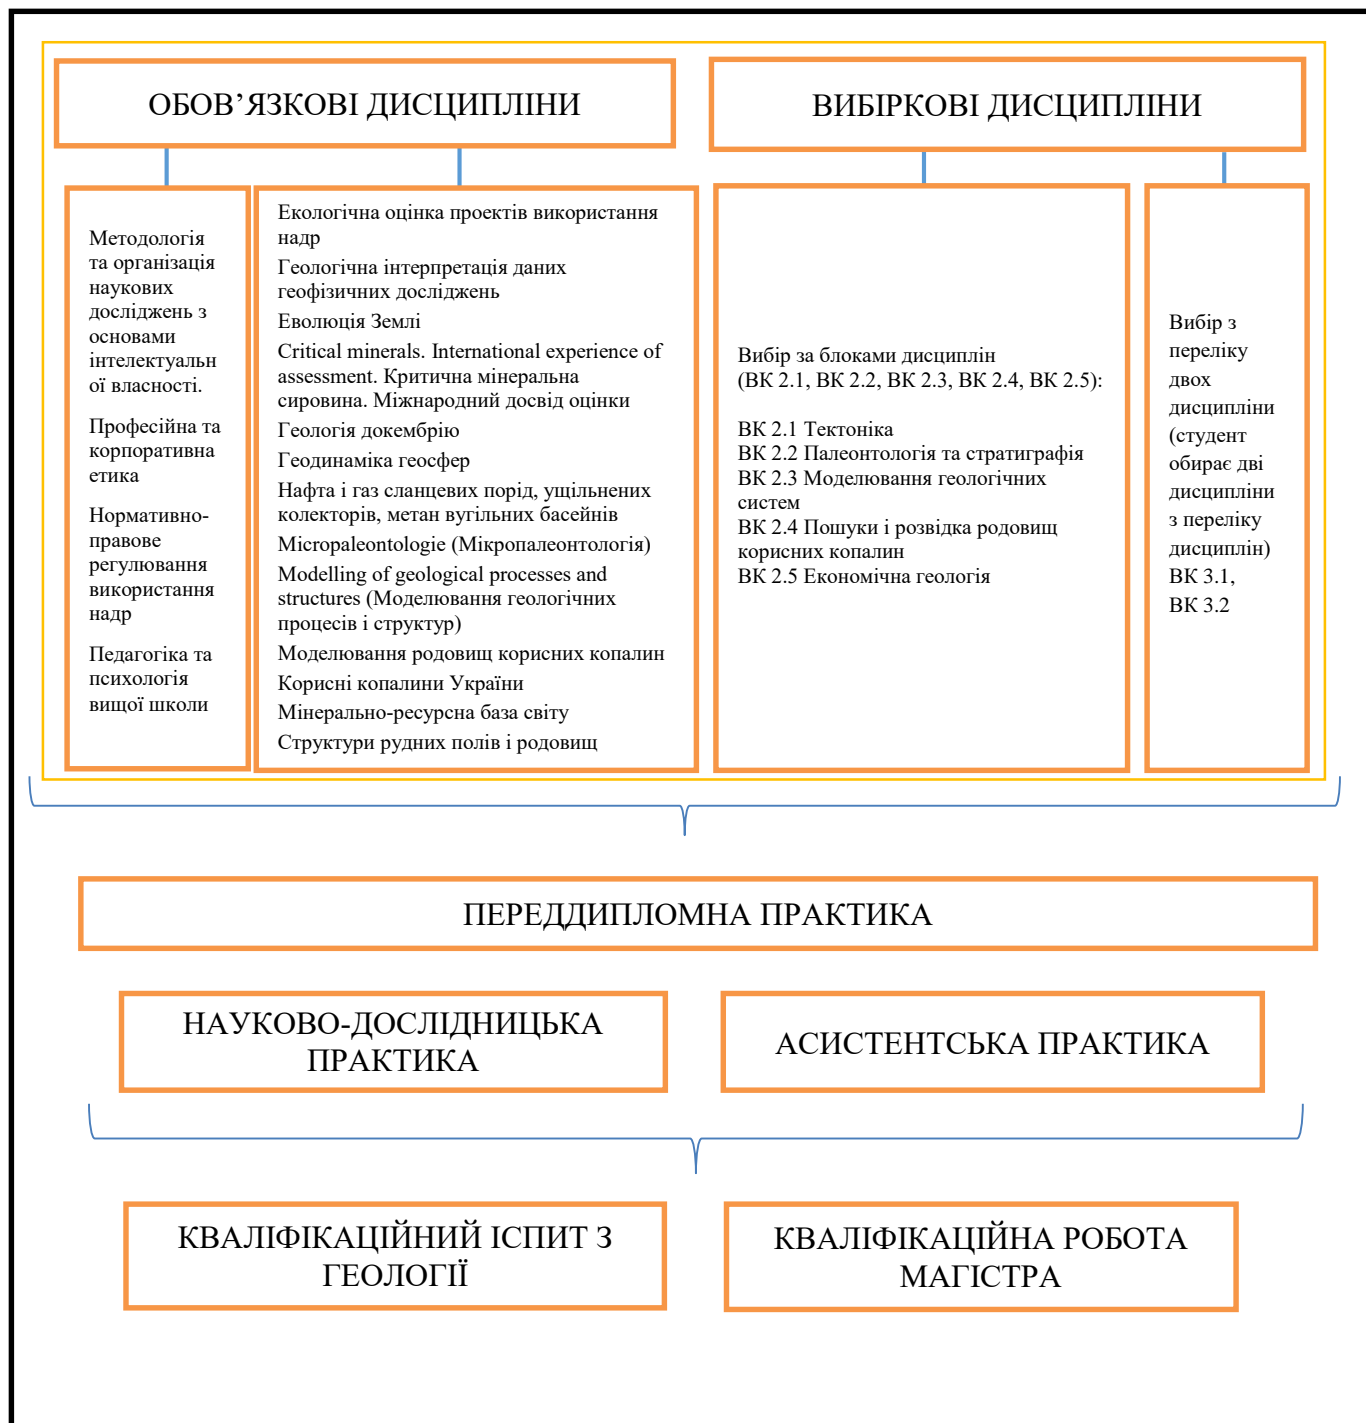 ОБОВ’ЯЗКОВІ ДИСЦИПЛІНИ
ВИБІРКОВІ ДИСЦИПЛІНИ
Методологія
та організація
наукових
досліджень з
основами
інтелектуальн
ої власності.
Професійна та
корпоративна
етика
Нормативно-
правове
регулювання
використання
надр
Педагогіка та
психологія
вищої школи
Екологічна оцінка проектів використання
надр
Геологічна інтерпретація даних
геофізичних досліджень
Еволюція Землі
Critical minerals. International experience of
assessment. Критична мінеральна
сировина. Міжнародний досвід оцінки
Геологія докембрію
Геодинаміка геосфер
Нафта і газ сланцевих порід, ущільнених
колекторів, метан вугільних басейнів
Micropaleontologie (Мікропалеонтологія)
Modelling of geological processes and
structures (Моделювання геологічних
процесів і структур)
Моделювання родовищ корисних копалин
Корисні копалини України
Мінерально-ресурсна база світу
Структури рудних полів і родовищ
Вибір за блоками дисциплін
(ВК 2.1, ВК 2.2, ВК 2.3, ВК 2.4, ВК 2.5):
ВК 2.1 Тектоніка
ВК 2.2 Палеонтологія та стратиграфія
ВК 2.3 Моделювання геологічних
систем
ВК 2.4 Пошуки і розвідка родовищ
корисних копалин
ВК 2.5 Економічна геологія
Вибір з
переліку
двох
дисципліни
(студент
обирає дві
дисципліни
з переліку
дисциплін)
ВК 3.1,
ВК 3.2
ПЕРЕДДИПЛОМНА ПРАКТИКА
НАУКОВО-ДОСЛІДНИЦЬКА
ПРАКТИКА
АСИСТЕНТСЬКА ПРАКТИКА
КВАЛІФІКАЦІЙНИЙ ІСПИТ З
ГЕОЛОГІЇ
КВАЛІФІКАЦІЙНА РОБОТА
МАГІСТРА